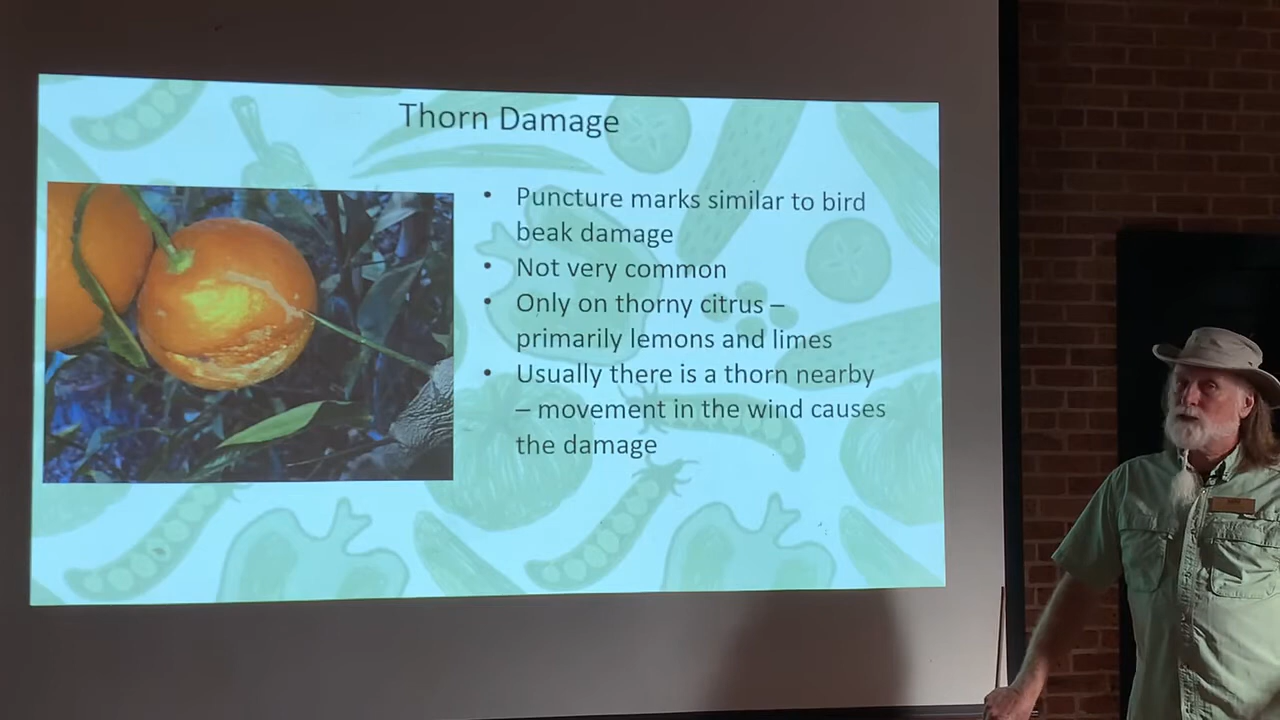 Thorn Damage
• Puncture marks similar to bird
beak damage
• Not very common
• Only on thorny citrus –
primarily lemons and limes
• Usually there is a thorn nearby
– movement in the wind causes
the damage